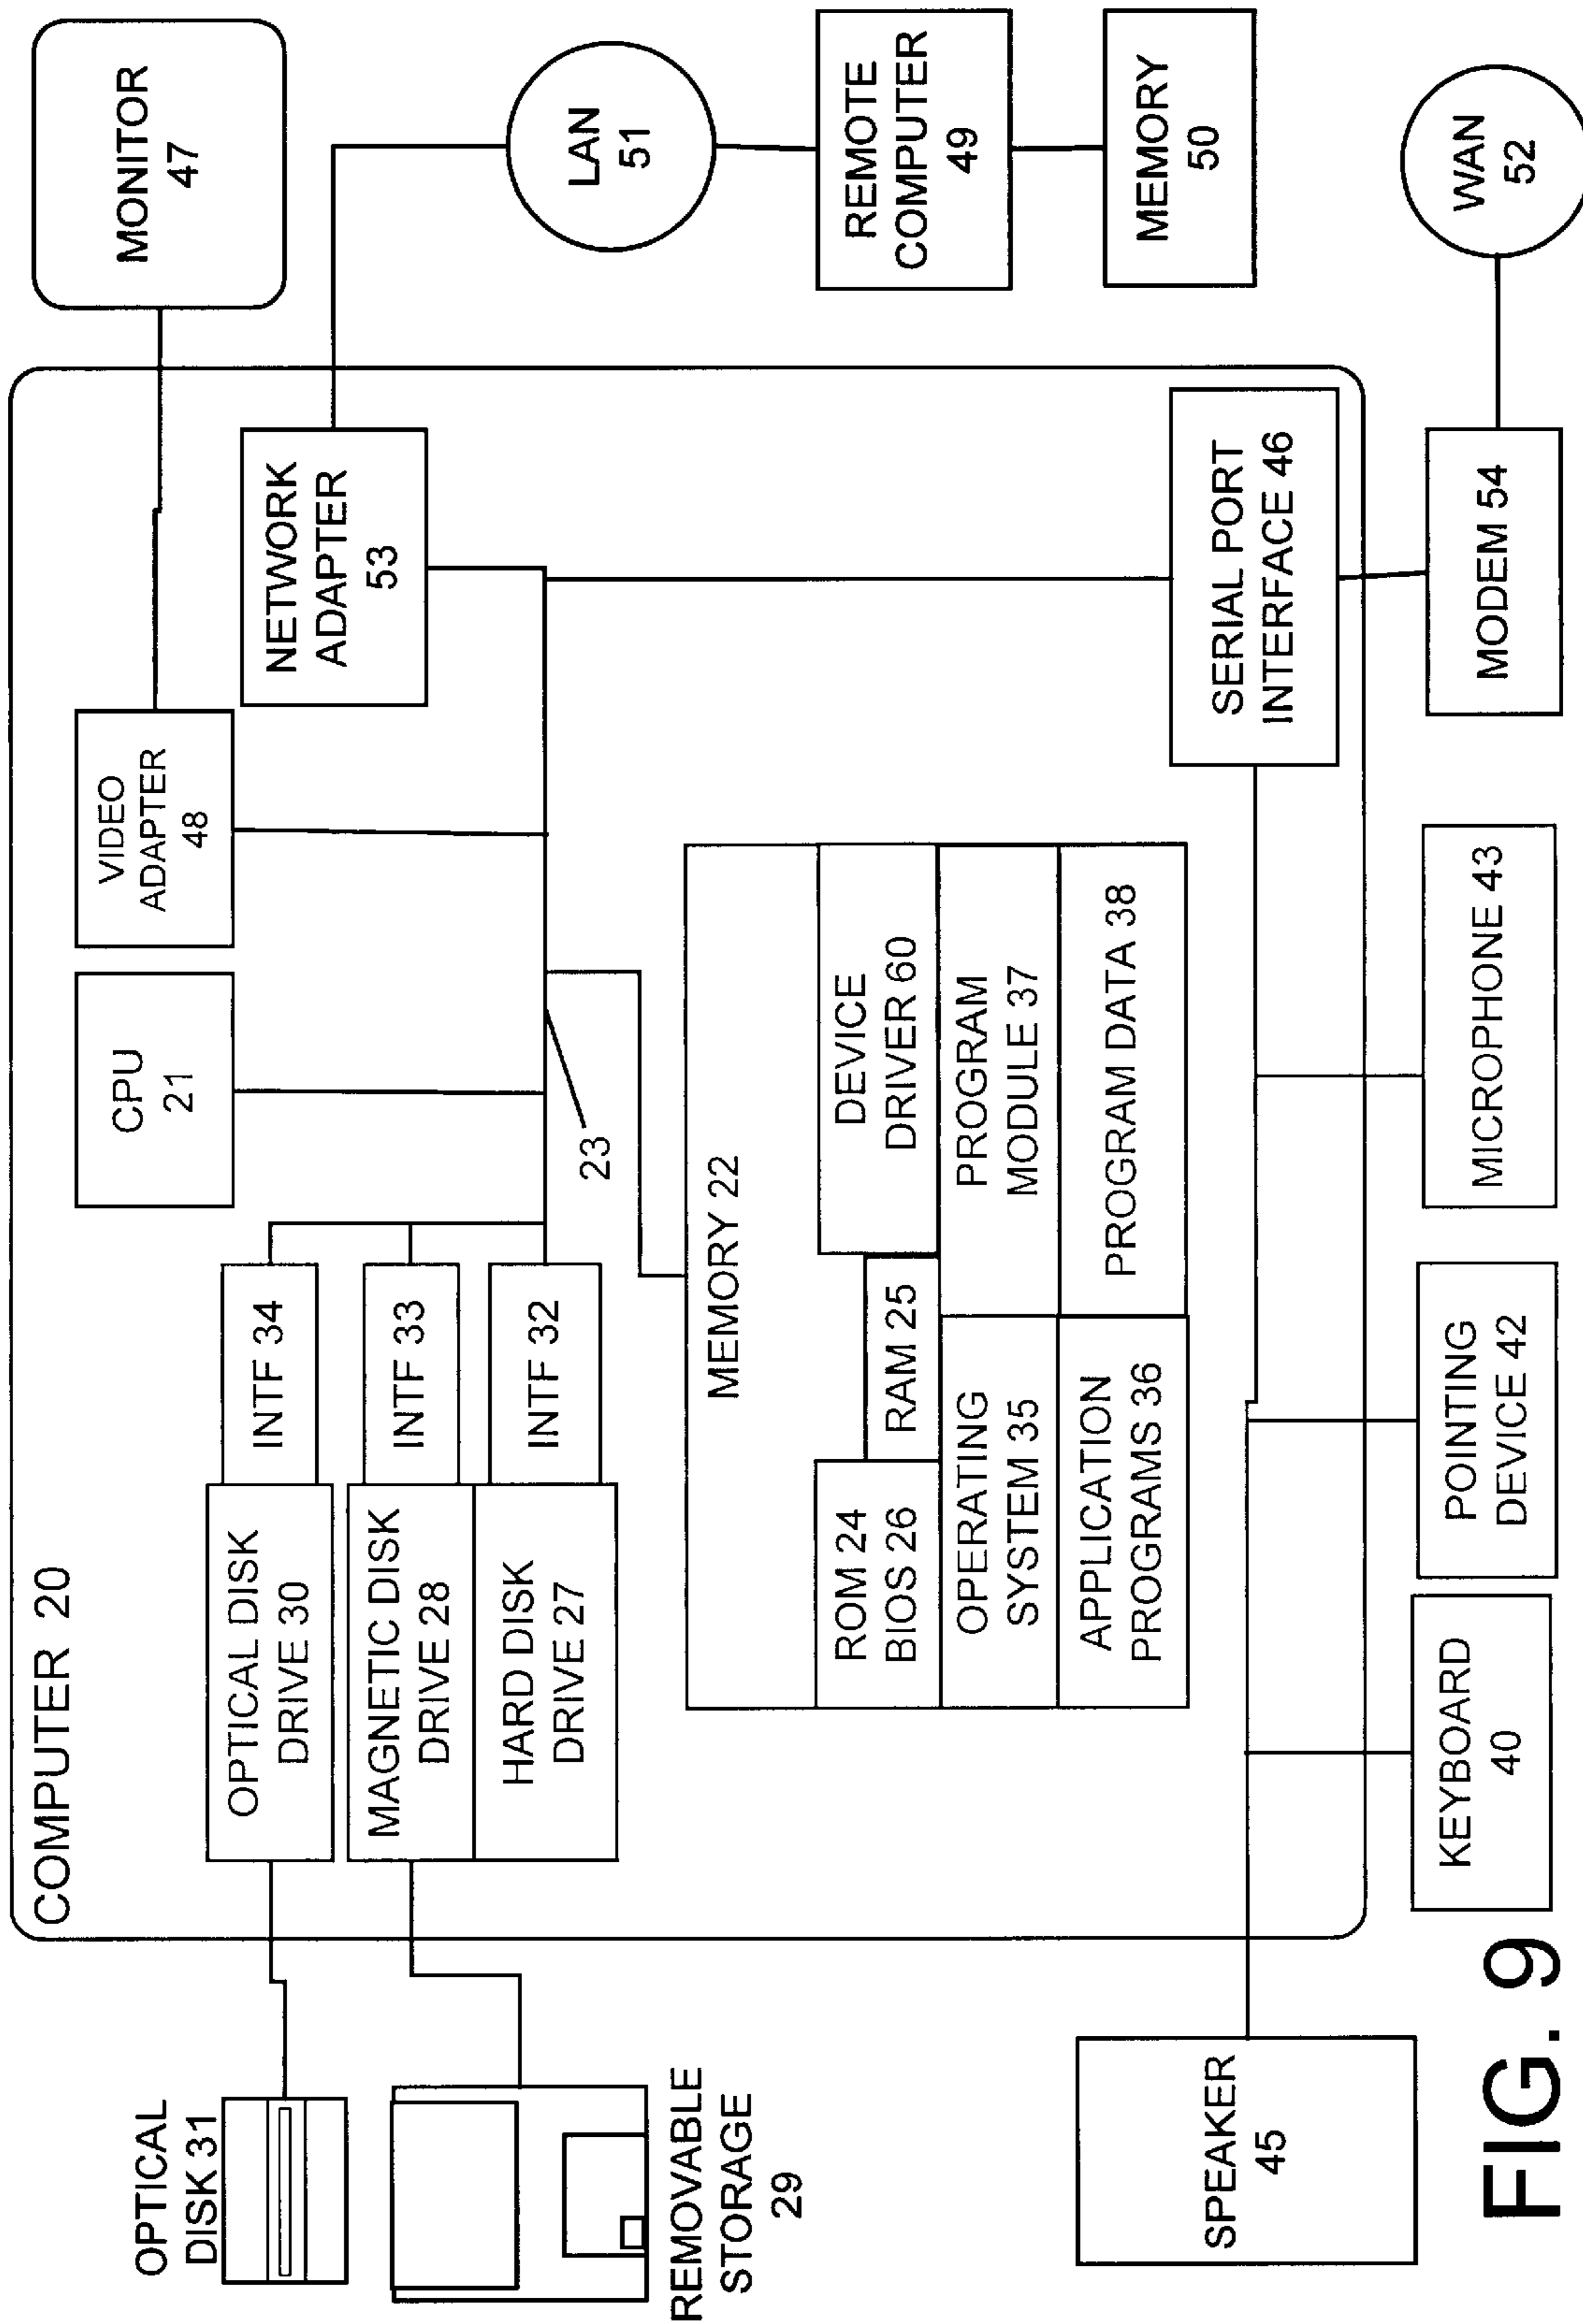 COMPUTER 20
MONITOR
47
VIDEO
ADAPTER
48
CPU
21
NETWORK
ADAPTER
53
OPTICAL
DISK 31
OPTICAL DISK
DRIVE 30
INTF 34
MAGNETIC DISK
DRIVE 28
INTF 33
HARD DISK
DRIVE 27
INTF 32
23
REMOVABLE
STORAGE
29
LAN
51
MEMORY 22
ROM 24
BIOS 26
RAM 25
DEVICE
DRIVER 60
OPERATING
SYSTEM 35
PROGRAM
MODULE 37
APPLICATION
PROGRAMS 36
PROGRAM DATA 38
REMOTE
COMPUTER
49
MEMORY
50
SERIAL PORT
INTERFACE 46
SPEAKER
45
KEYBOARD
40
POINTING
DEVICE 42
MICROPHONE 43
MODEM 54
WAN
52
FIG. 9